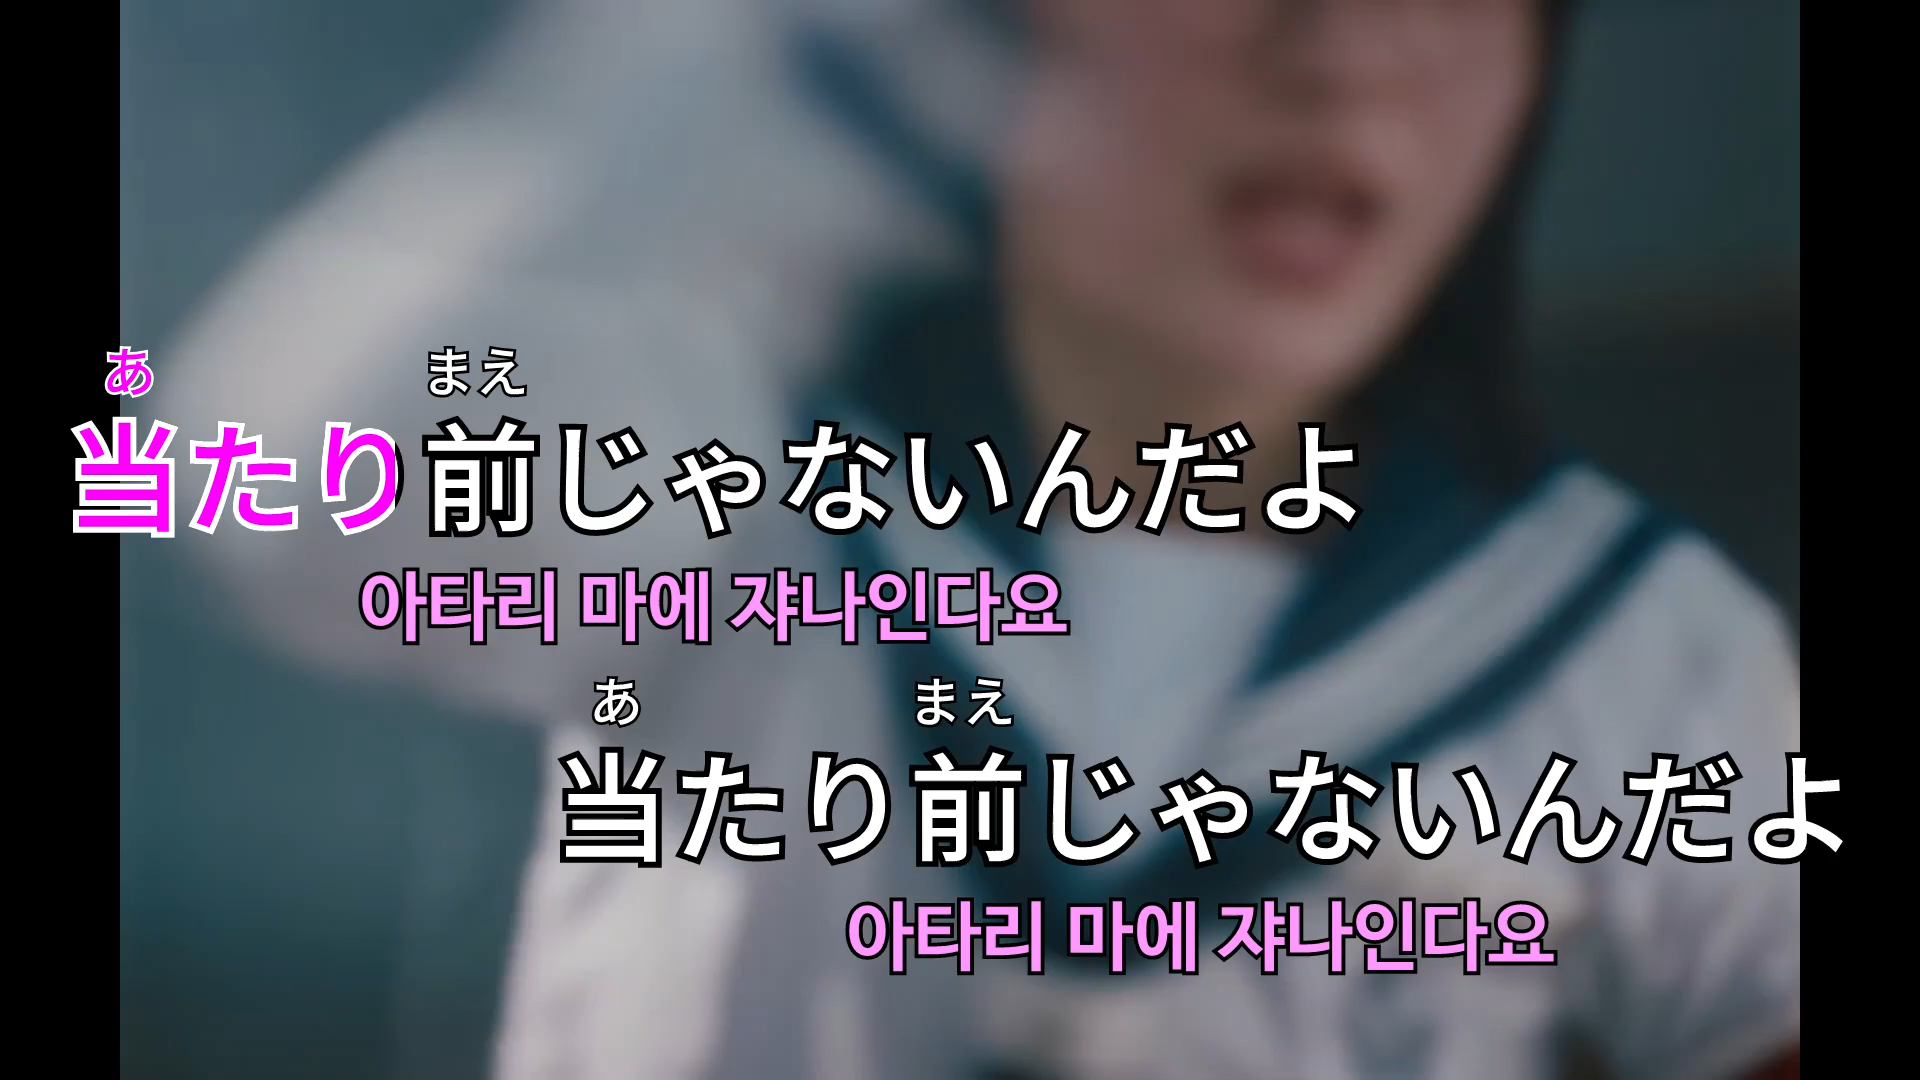 あ まえ
当たり前じゃないんだよ
아타리 마에 쟈나인다요
あ まえ
当たり前じゃないんだよ
아타리 마에 쟈나인다요